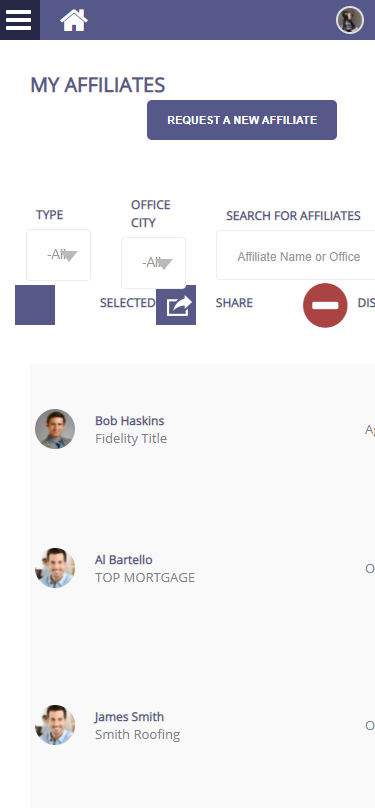 MY AFFILIATES
REQUEST A NEW AFFILIATE
TYPE
OFFICE
CITY
SEARCH FOR AFFILIATES
-All-
-All-
Affiliate Name or Office
SELECTED
SHARE
DIS
Bob Haskins
Fidelity Title
Ag
Al Bartello
TOP MORTGAGE
O
James Smith
Smith Roofing
O